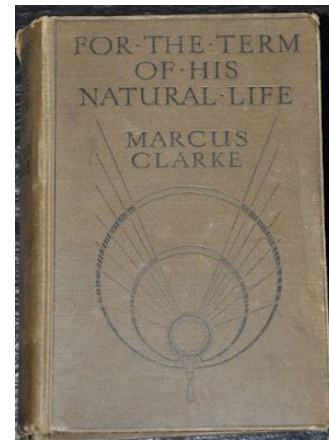 FOR·THE·TERM
OF·HIS
NATURAL·LIFE
MARCUS
CLARKE